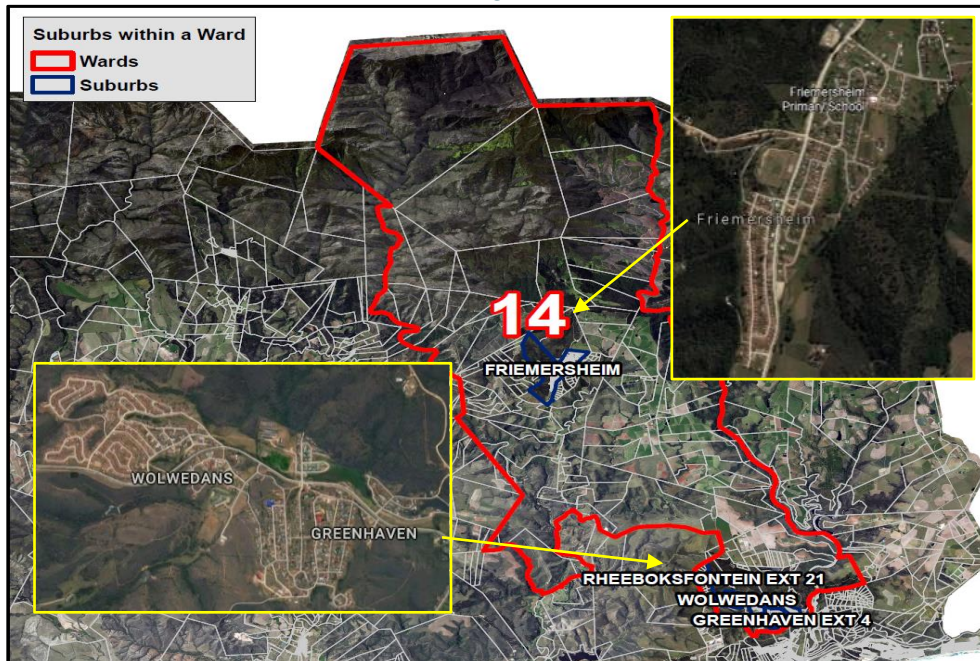 Suburbs within a Ward
Wards
Suburbs
Friemersheim
Primary School
Friemersheim
14
FRIEMERSHEIM
WOLWEDANS
GREENHAVEN
RHEEBOKSFONTEIN EXT 21
WOLWEDANS
GREENHAVEN EXT 4